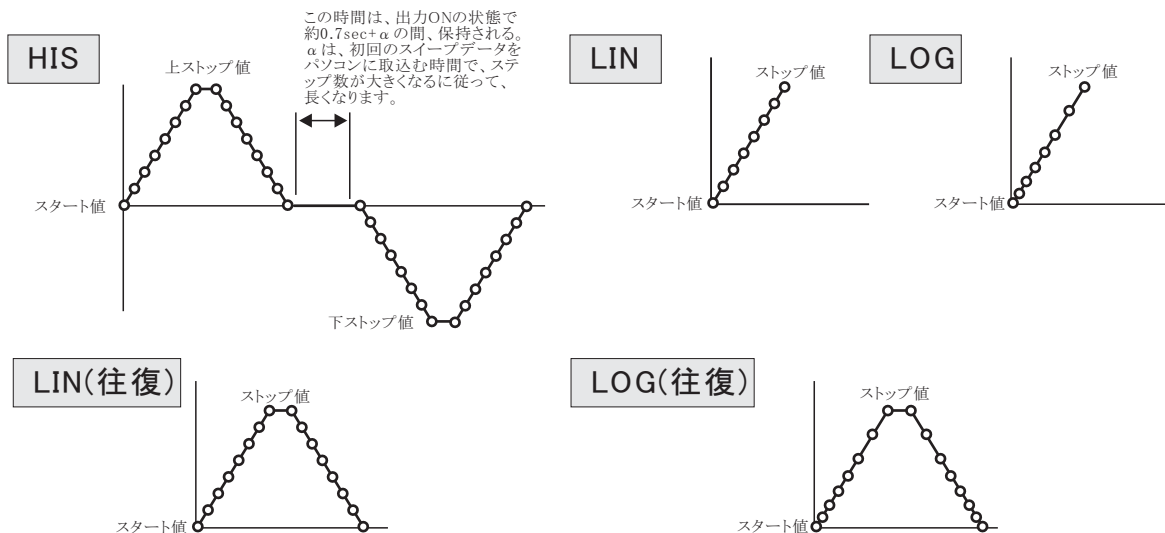 この時間は、出力ONの状態で
約0.7sec+αの間、保持される。
αは、初回のスイープデータを
パソコンに取込む時間で、ステ
ップ数が大きくなるに従って、
長くなります。
HIS
上ストップ値
スタート値
下ストップ値
LIN
ストップ値
スタート値
LOG
ストップ値
スタート値
LIN(往復)
ストップ値
スタート値
LOG(往復)
ストップ値
スタート値